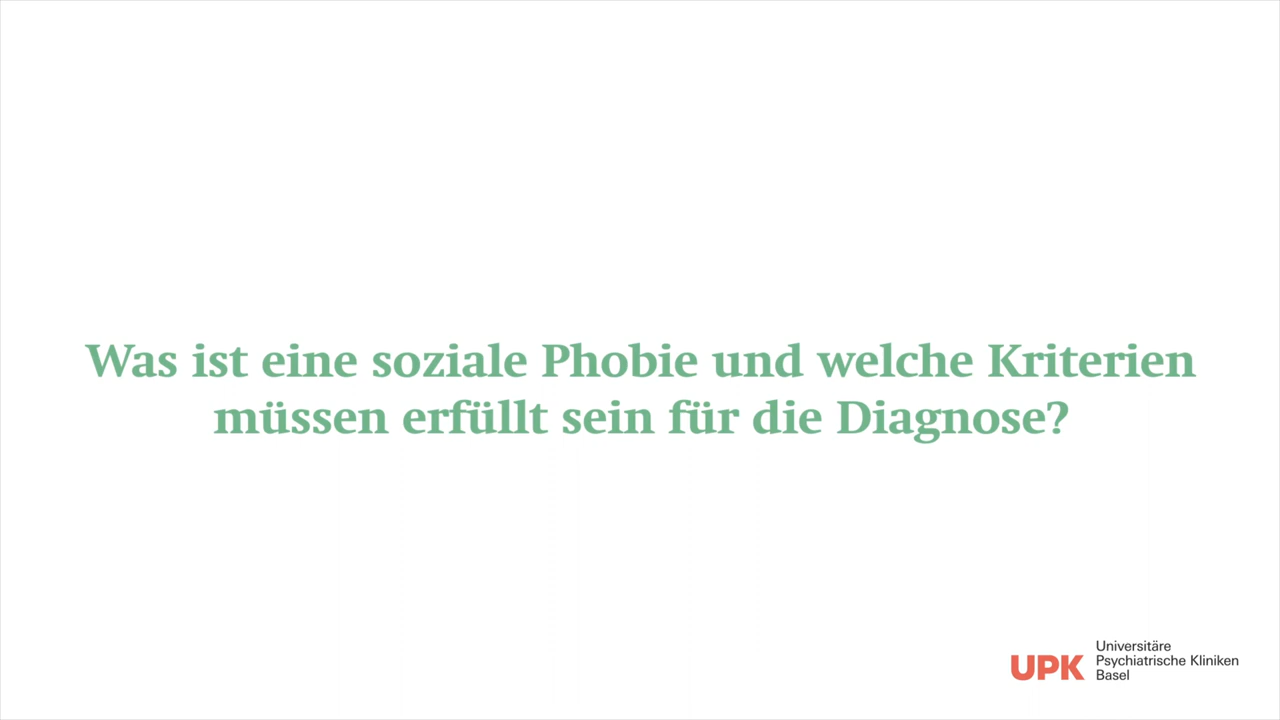 Was ist eine soziale Phobie und welche Kriterien
müssen erfüllt sein für die Diagnose?
UPK
Universitäre
Psychiatrische Kliniken
Basel